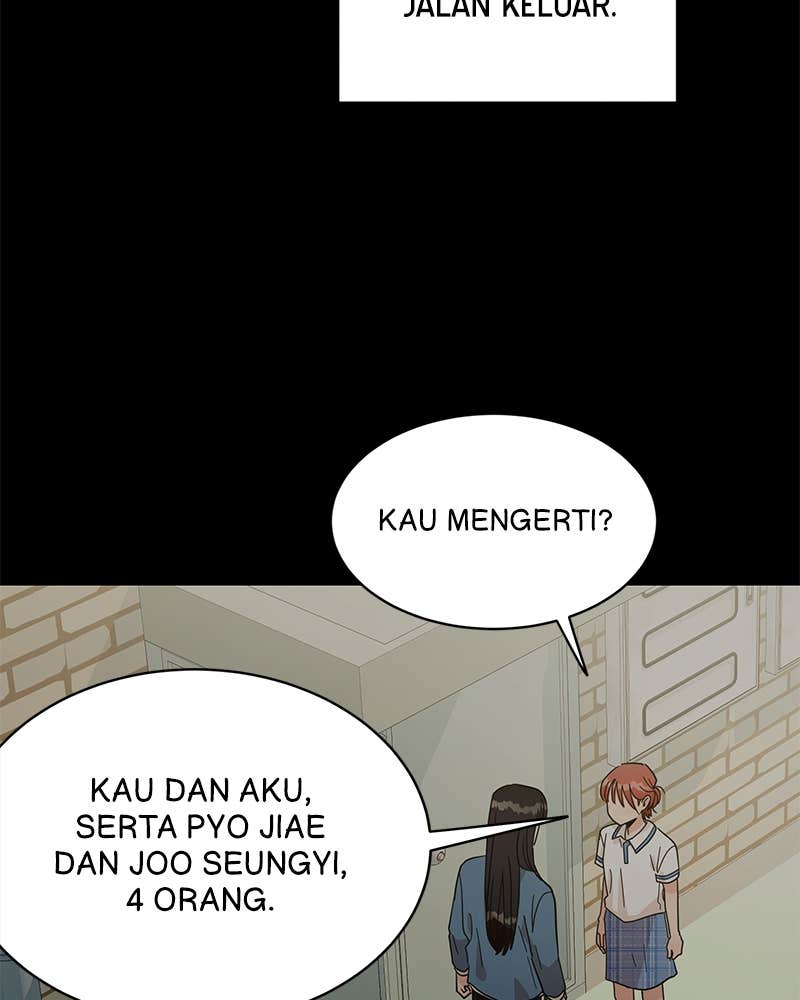 JALAN KELUAR.
KAU MENGERTI?
KAU DAN AKU,
SERTA PYO JIAE
DAN JOO SEUNGYI,
4 ORANG.